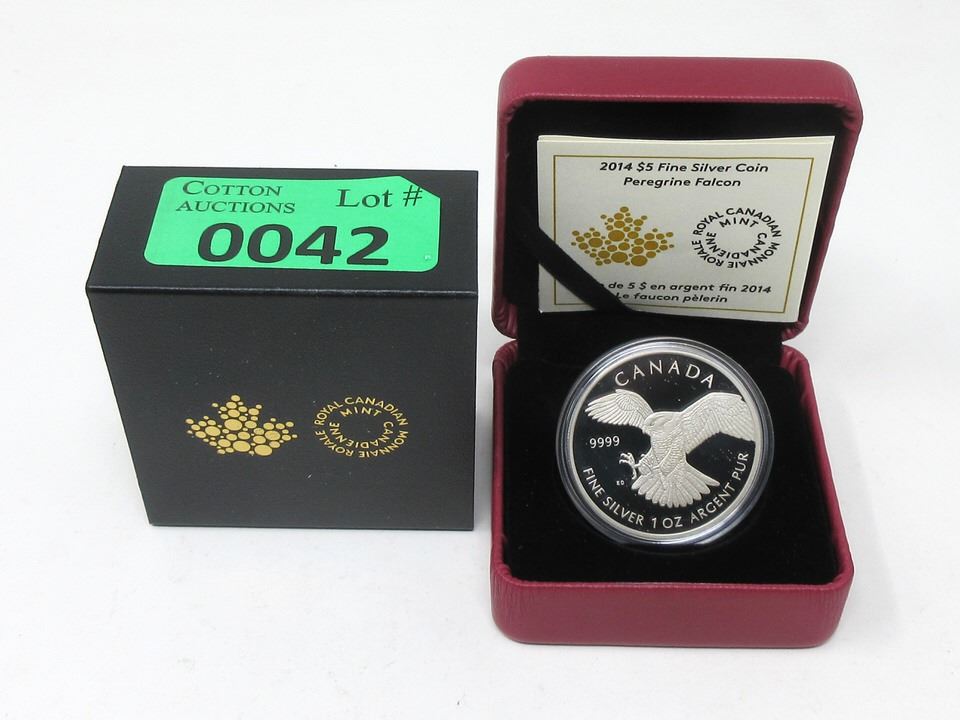 COTTON
AUCTIONS
Lot #
0042
ROYAL CANADIAN MINT
MONNAIE ROYALE CANADIENNE
2014 $5 Fine Silver Coin
Peregrine Falcon
ROYAL CANADIAN MINT
MONNAIE ROYALE CANADIENNE
de 5 $ en argent fin 2014
Le faucon pèlerin
CANADA
9999
ED
FINE SILVER 1 OZ ARGENT PUR